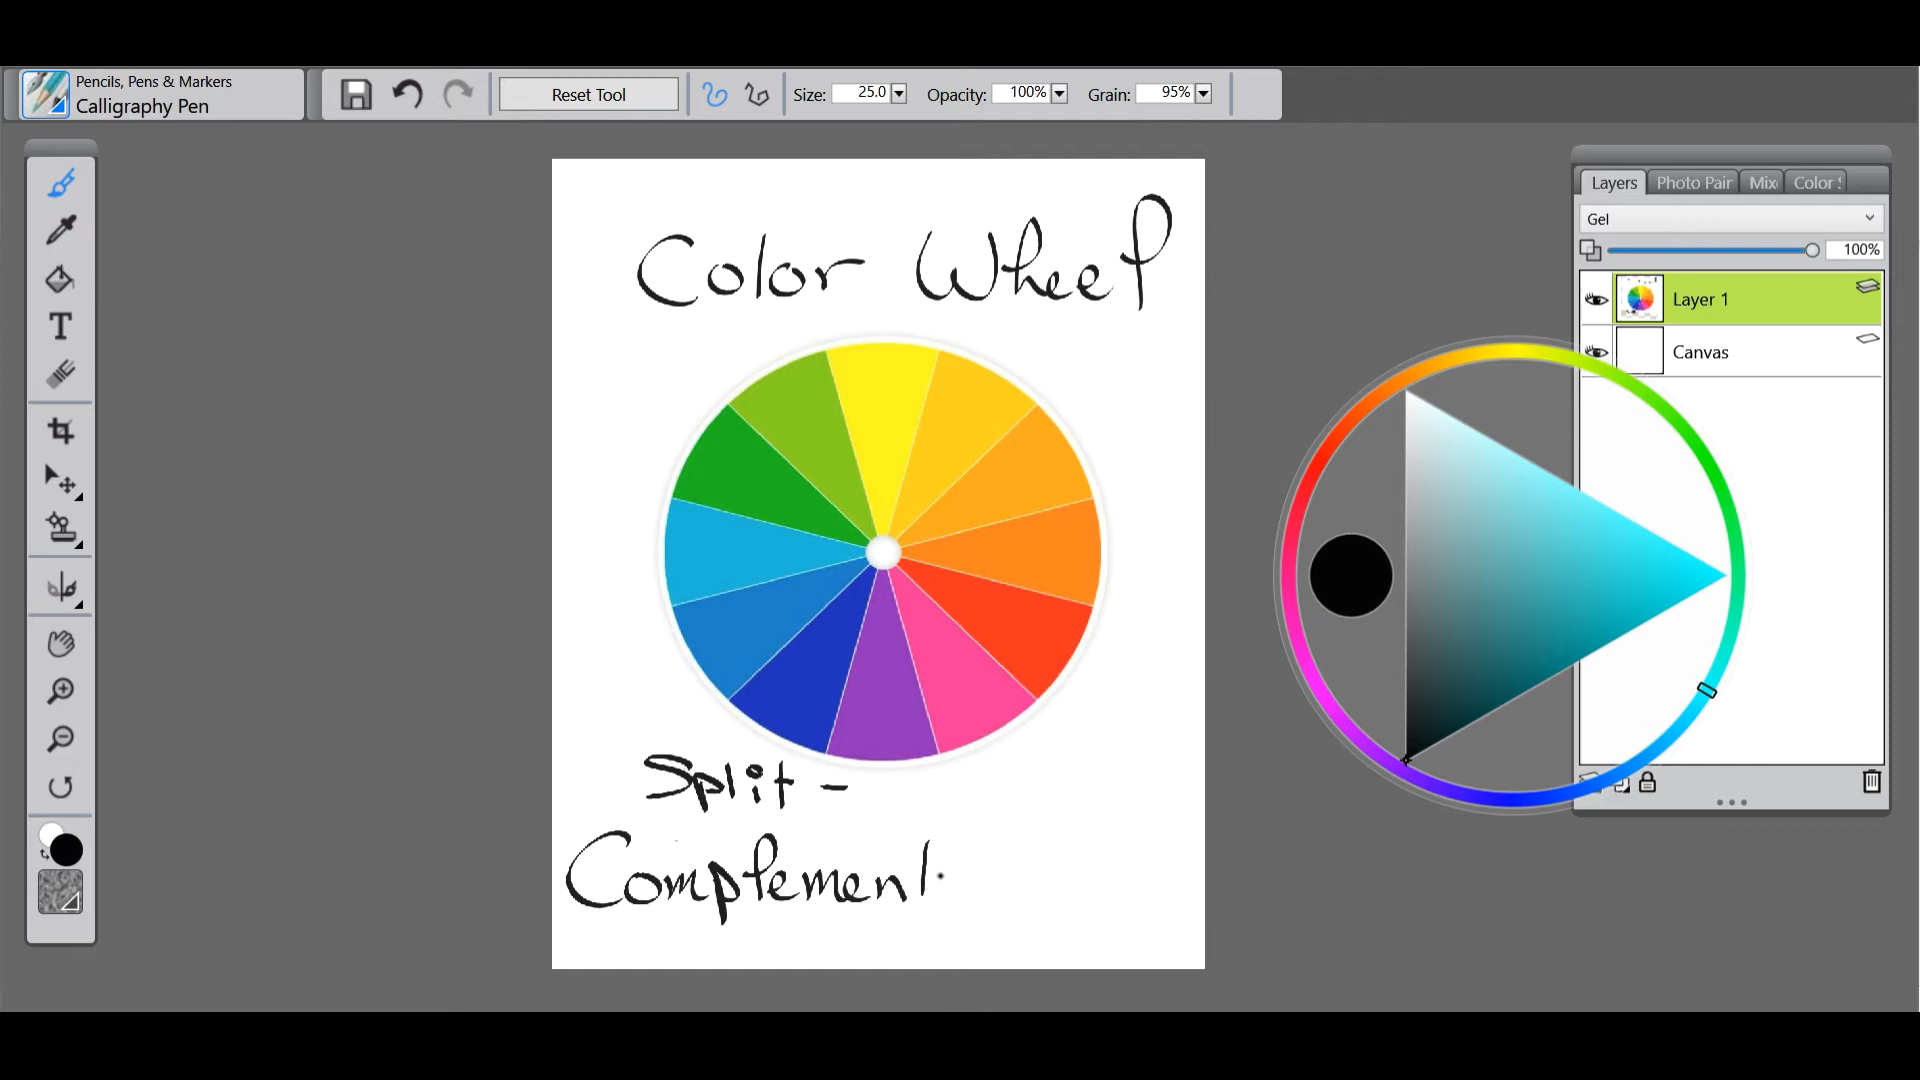 Pencils, Pens & Markers
Calligraphy Pen
Reset Tool
Size: 25.0
Opacity: 100%
Grain: 95%
T
Layers Photo Pair Mix Color
Gel
100%
Layer 1
Canvas
Color Wheel
Split -
Complement